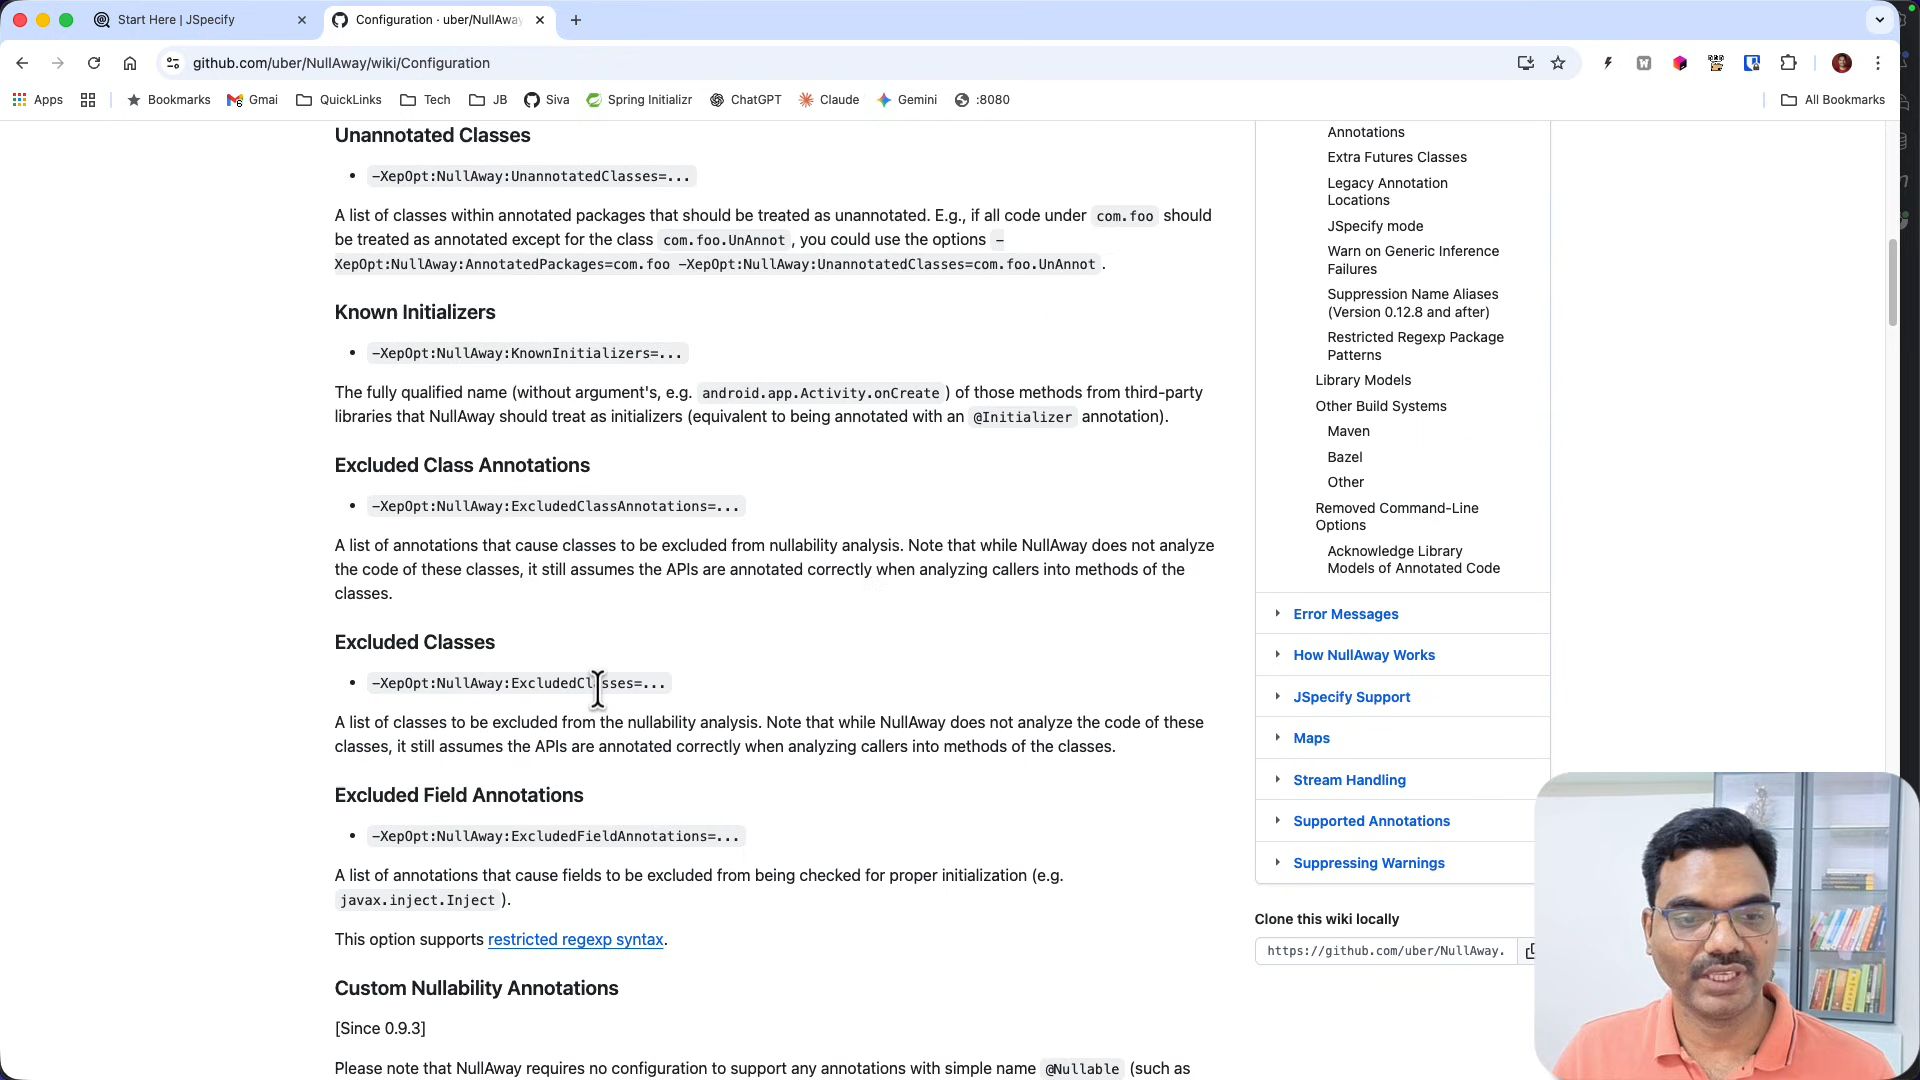 Start Here | JSpecify
Configuration · uber/NullAway
github.com/uber/NullAway/wiki/Configuration
Apps
Bookmarks
Gmai
QuickLinks
Tech
JB
Siva
Spring Initializr
ChatGPT
Claude
Gemini
:8080
All Bookmarks
Unannotated Classes
-XepOpt:NullAway:UnannotatedClasses=...
A list of classes within annotated packages that should be treated as unannotated. E.g., if all code under com.foo should
be treated as annotated except for the class com.foo.UnAnnot, you could use the options -
XepOpt:NullAway:AnnotatedPackages=com.foo -XepOpt:NullAway:UnannotatedClasses=com.foo.UnAnnot.
Known Initializers
-XepOpt:NullAway:KnownInitializers=...
The fully qualified name (without argument's, e.g. android.app.Activity.onCreate) of those methods from third-party
libraries that NullAway should treat as initializers (equivalent to being annotated with an @Initializer annotation).
Excluded Class Annotations
-XepOpt:NullAway:ExcludedClassAnnotations=...
A list of annotations that cause classes to be excluded from nullability analysis. Note that while NullAway does not analyze
the code of these classes, it still assumes the APIs are annotated correctly when analyzing callers into methods of the
classes.
Excluded Classes
-XepOpt:NullAway:ExcludedClasses=...
A list of classes to be excluded from the nullability analysis. Note that while NullAway does not analyze the code of these
classes, it still assumes the APIs are annotated correctly when analyzing callers into methods of the classes.
Excluded Field Annotations
-XepOpt:NullAway:ExcludedFieldAnnotations=...
A list of annotations that cause fields to be excluded from being checked for proper initialization (e.g.
javax.inject.Inject).
This option supports restricted regexp syntax.
Custom Nullability Annotations
[Since 0.9.3]
Please note that NullAway requires no configuration to support any annotations with simple name @Nullable (such as
Annotations
Extra Futures Classes
Legacy Annotation
Locations
JSpecify mode
Warn on Generic Inference
Failures
Suppression Name Aliases
(Version 0.12.8 and after)
Restricted Regexp Package
Patterns
Library Models
Other Build Systems
Maven
Bazel
Other
Removed Command-Line
Options
Acknowledge Library
Models of Annotated Code
Error Messages
How NullAway Works
JSpecify Support
Maps
Stream Handling
Supported Annotations
Suppressing Warnings
Clone this wiki locally
https://github.com/uber/NullAway.